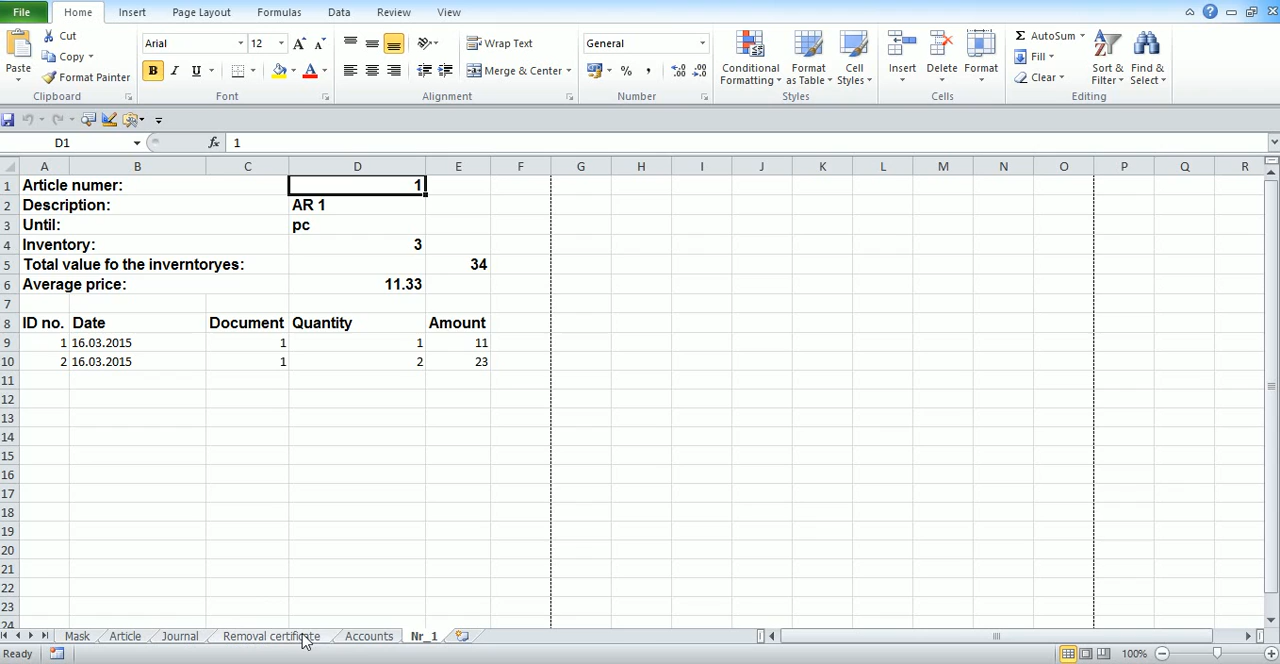 File Home Insert Page Layout Formulas Data Review View
Paste Cut Copy Format Painter Clipboard
Arial 12 B I U A Font
Wrap Text Merge & Center Alignment
General % , Number
Conditional Formatting Format as Table Cell Styles Styles
Insert Delete Format Cells
Σ AutoSum Fill Clear Sort & Filter Find & Select Editing
D1 fx 1
A B C D E F G H I J K L M N O P Q R
1 Article numer: 1
2 Description: AR 1
3 Until: pc
4 Inventory: 3
5 Total value fo the inverntoryes: 34
6 Average price: 11.33
7
8 ID no. Date Document Quantity Amount
9 1 16.03.2015 1 1 11
10 2 16.03.2015 1 2 23
11
12
13
14
15
16
17
18
19
20
21
22
23
24
Mask Article Journal Removal certificate Accounts Nr_1
Ready 100%